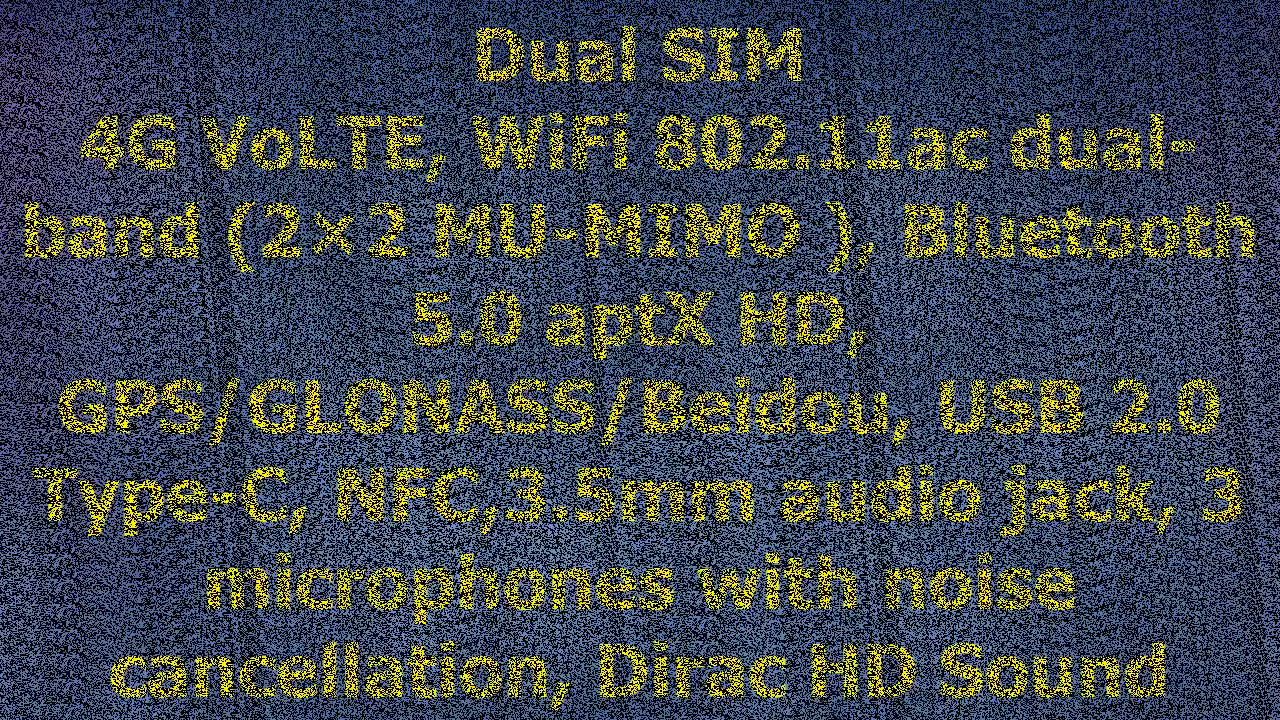 Dual SIM
4G VoLTE, WiFi 802.11ac dual-
band (2×2 MU-MIMO ), Bluetooth
5.0 aptX HD,
GPS/GLONASS/Beidou, USB 2.0
Type-C, NFC,3.5mm audio jack, 3
microphones with noise
cancellation, Dirac HD Sound